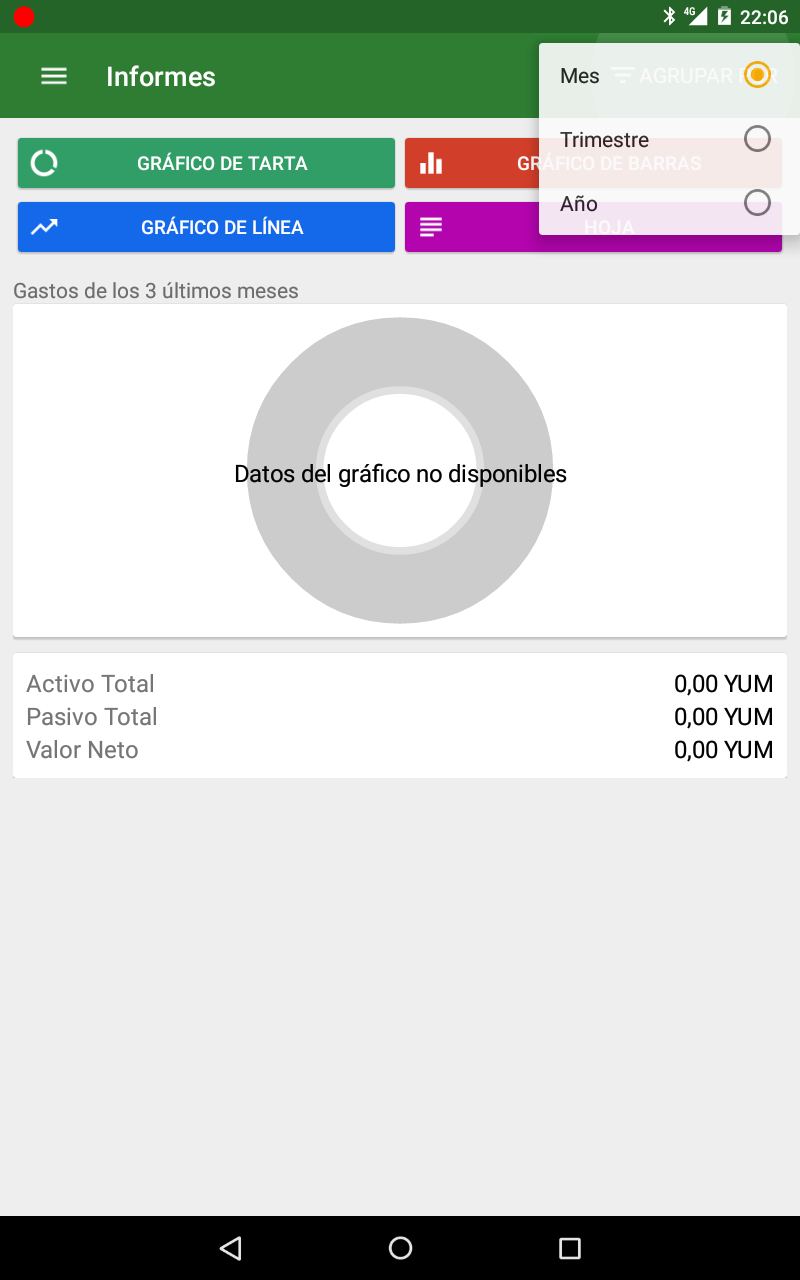 4G 22:06
Informes
AGRUPAR POR
Mes
Trimestre
Año
GRÁFICO DE TARTA
GRÁFICO DE BARRAS
GRÁFICO DE LÍNEA
HOJA
Gastos de los 3 últimos meses
Datos del gráfico no disponibles
Activo Total 0,00 YUM
Pasivo Total 0,00 YUM
Valor Neto 0,00 YUM